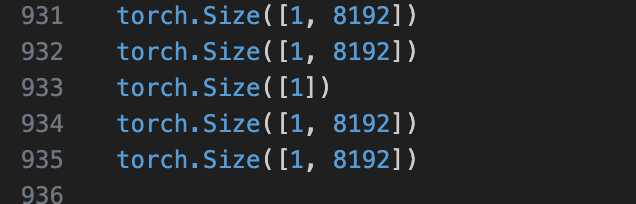 931 torch.Size([1, 8192])
932 torch.Size([1, 8192])
933 torch.Size([1])
934 torch.Size([1, 8192])
935 torch.Size([1, 8192])
936